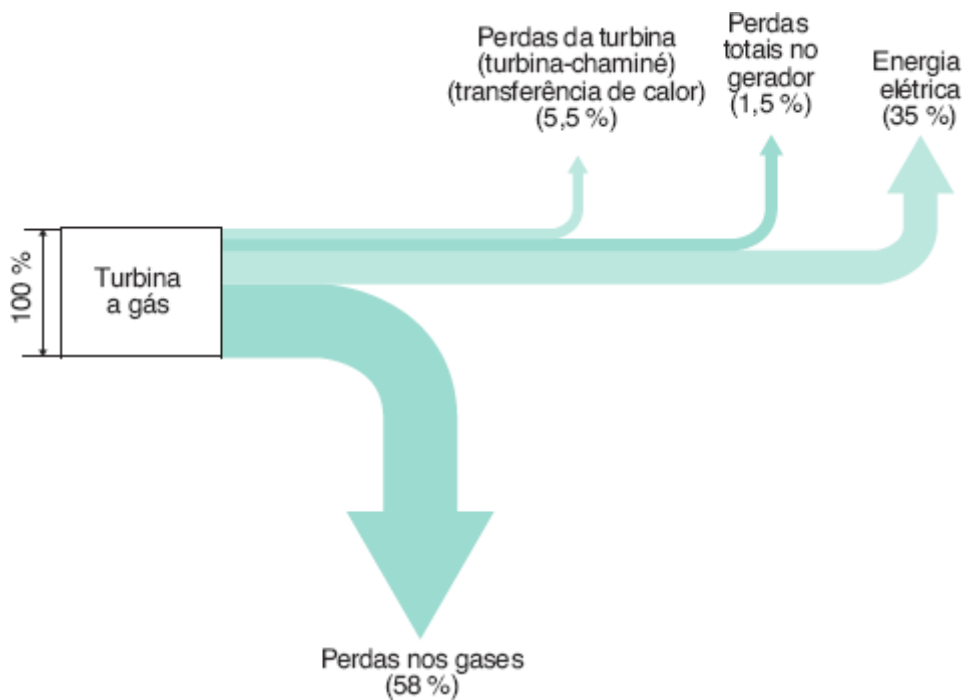 Perdas da turbina
(turbina-chaminé)
(transferência de calor)
(5,5 %)
Perdas
totais no
gerador
(1,5 %)
Energia
elétrica
(35 %)
100 %
Turbina
a gás
Perdas nos gases
(58 %)